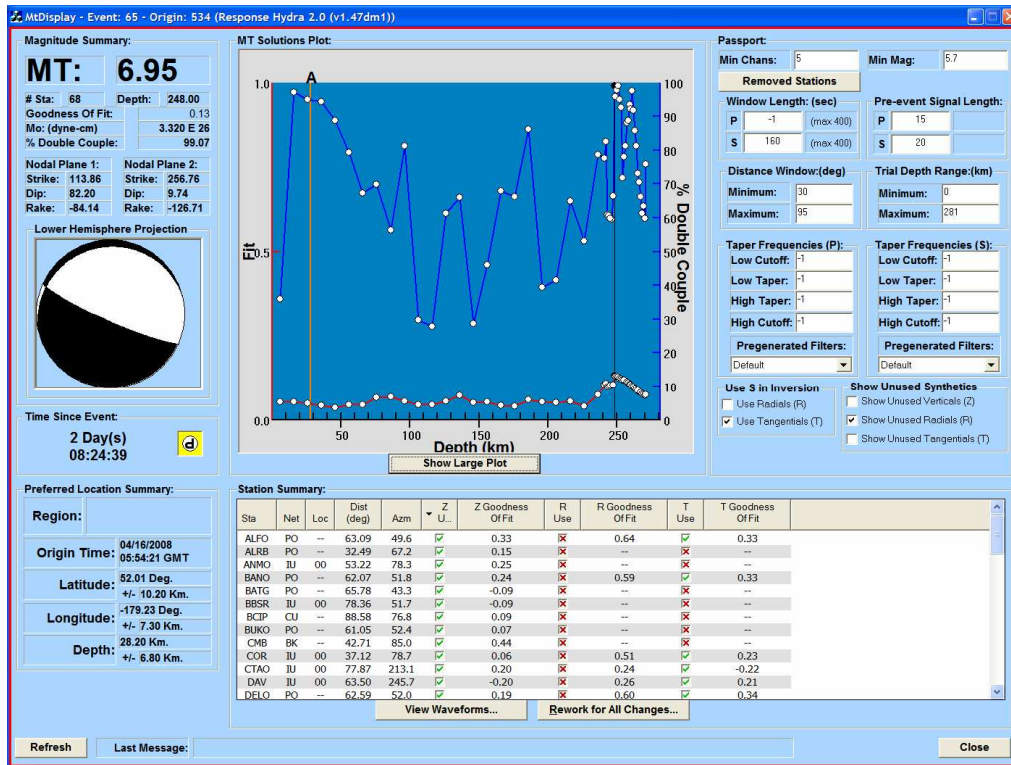 MtDisplay - Event: 65 - Origin: 534 (Response Hydra 2.0 (v1.47dm1))
Magnitude Summary:
MT: 6.95
# Sta: 68 Depth: 248.00
Goodness Of Fit: 0.13
Mo: (dyne-cm) 3.320 E 26
% Double Couple: 99.07
Nodal Plane 1: Nodal Plane 2:
Strike: 113.86 Strike: 256.76
Dip: 82.20 Dip: 9.74
Rake: -84.14 Rake: -126.71
Lower Hemisphere Projection
Time Since Event:
2 Day(s)
08:24:39
d
MT Solutions Plot:
A
1.0
0.5
0.0
Fit
100
90
80
70
60
50
40
30
20
10
0
% Double Couple
50 100 150 200 250
Depth (km)
Show Large Plot
Passport:
Min Chans: 5 Min Mag: 5.7
Removed Stations
Window Length: (sec) Pre-event Signal Length:
P -1 (max 400) P 15
S 160 (max 400) S 20
Distance Window:(deg) Trial Depth Range:(km)
Minimum: 30 Minimum: 0
Maximum: 95 Maximum: 281
Taper Frequencies (P): Taper Frequencies (S):
Low Cutoff: -1 Low Cutoff: -1
Low Taper: -1 Low Taper: -1
High Taper: -1 High Taper: -1
High Cutoff: -1 High Cutoff: -1
Pregenerated Filters: Pregenerated Filters:
Default Default
Use S in Inversion Show Unused Synthetics
Use Radials (R) Show Unused Verticals (Z)
Use Tangentials (T) Show Unused Radials (R)
Show Unused Tangentials (T)
Preferred Location Summary:
Region:
Origin Time: 04/16/2008
05:54:21 GMT
Latitude: 52.01 Deg.
+/- 10.20 Km.
Longitude: -179.23 Deg.
+/- 7.30 Km.
Depth: 28.20 Km.
+/- 6.80 Km.
Station Summary:
Sta Net Loc Dist (deg) Azm Z U... Z Goodness Of Fit R Use R Goodness Of Fit T Use T Goodness Of Fit
ALFO PO -- 63.09 49.6 0.33 0.64 0.33
ALRB PO -- 32.49 67.2 0.15 -- --
ANMO IU 00 53.22 78.3 0.25 -- --
BANO PO -- 62.07 51.8 0.24 0.59 0.33
BATG PO -- 65.78 43.3 -0.09 -- --
BBSR IU 00 78.36 51.7 -0.09 -- --
BCIP CU -- 88.58 76.8 0.09 -- --
BUKO PO -- 61.05 52.4 0.07 -- --
CMB BK -- 42.71 85.0 0.44 -- --
COR IU 00 37.12 78.7 0.06 0.51 0.23
CTAO IU 00 77.87 213.1 0.20 0.24 -0.22
DAV IU 00 63.50 245.7 -0.20 0.26 0.21
DELO PO -- 62.59 52.0 0.19 0.60 0.34
View Waveforms... Rework for All Changes...
Refresh Last Message: Close